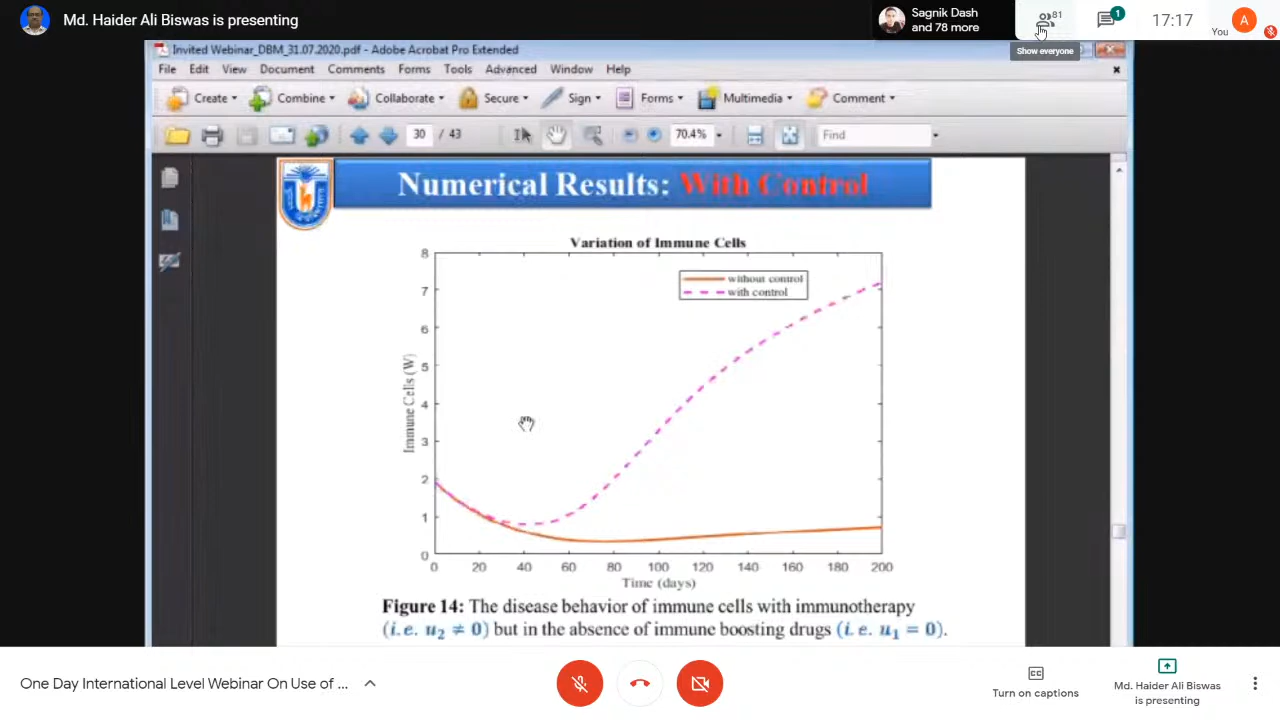 Md. Haider Ali Biswas is presenting
Sagnik Dash
and 78 more
81
1
17:17
You
A
Show everyone
Invited Webinar_DBM_31.07.2020.pdf - Adobe Acrobat Pro Extended
File Edit View Document Comments Forms Tools Advanced Window Help
Create Combine Collaborate Secure Sign Forms Multimedia Comment
30 / 43 70.4% Find
Numerical Results: With Control
Variation of Immune Cells
without control
with control
8
7
6
5
4
3
2
1
0
Immune Cells (W)
0 20 40 60 80 100 120 140 160 180 200
Time (days)
Figure 14: The disease behavior of immune cells with immunotherapy
(i.e. u₂ ≠ 0) but in the absence of immune boosting drugs (i. e. u₁ = 0).
One Day International Level Webinar On Use of ...
Turn on captions
Md. Haider Ali Biswas
is presenting